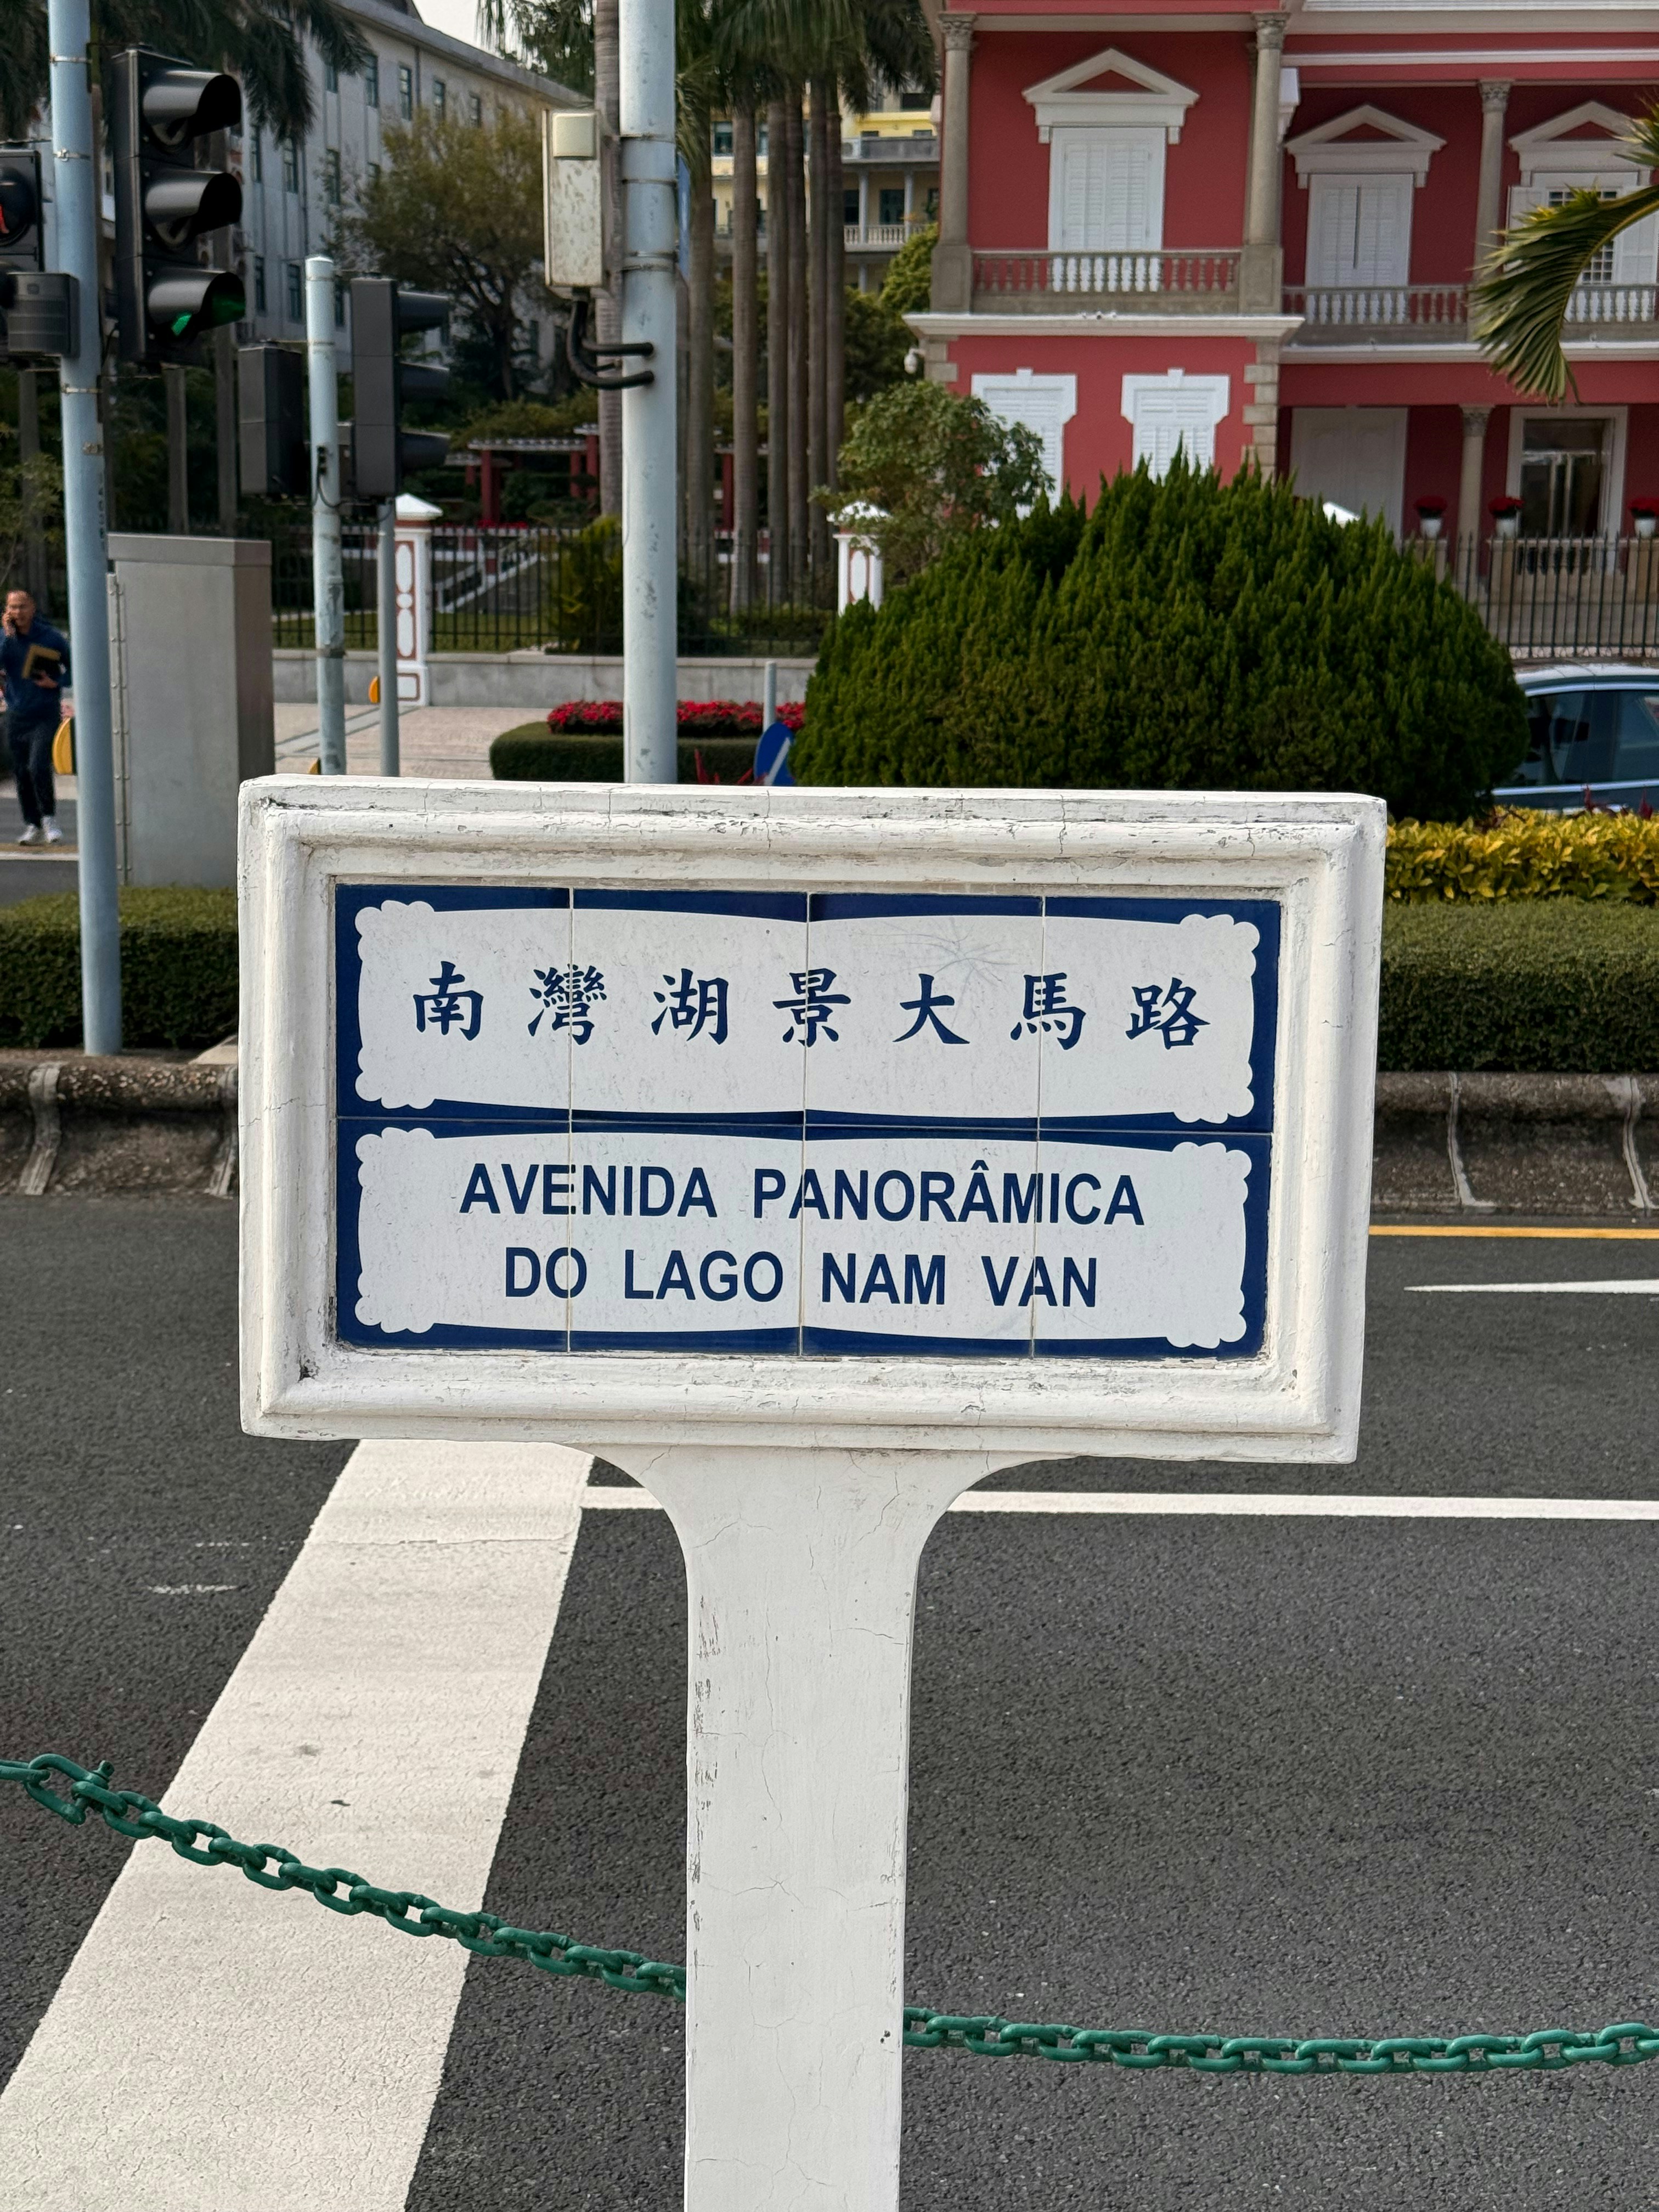 南灣湖景大馬路
AVENIDA PANORÂMICA
DO LAGO NAM VAN